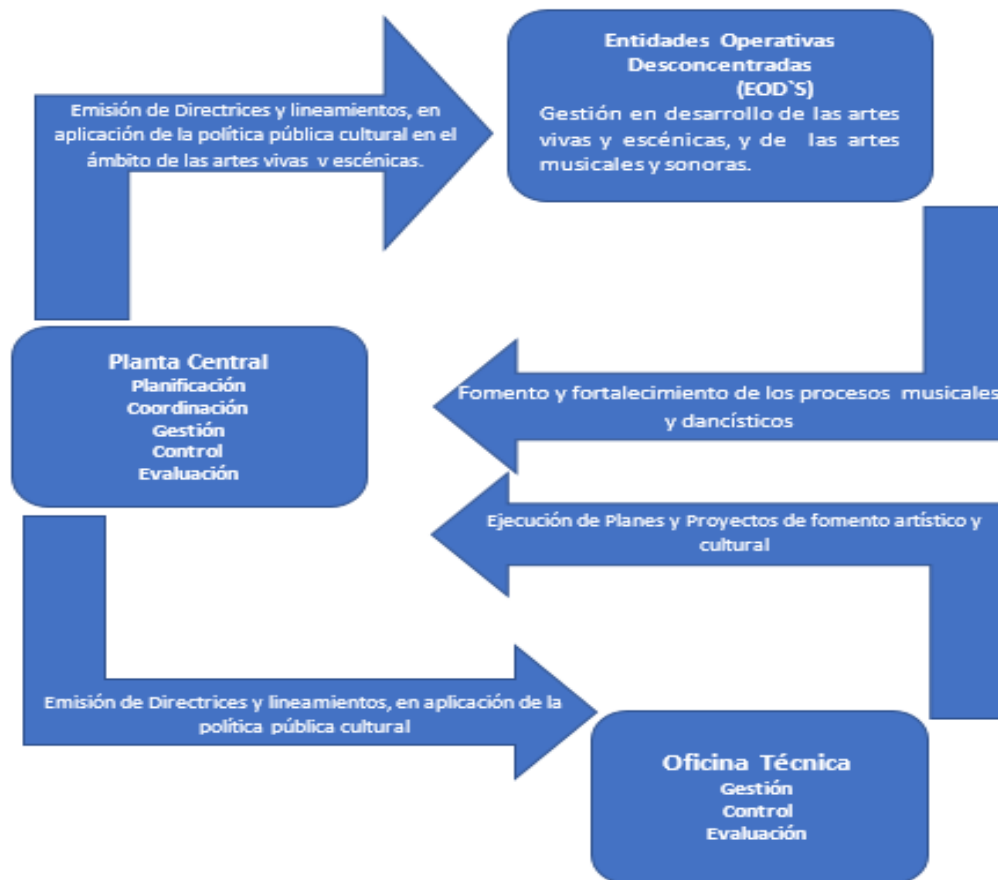 Entidades Operativas
Desconcentradas
(EOD`S)
Gestión en desarrollo de las artes
vivas y escénicas, y de las artes
musicales y sonoras.
Emisión de Directrices y lineamientos, en
aplicación de la política pública cultural en el
ámbito de las artes vivas y escénicas.
Planta Central
Planificación
Coordinación
Gestión
Control
Evaluación
Fomento y fortalecimiento de los procesos musicales
y dancísticos
Ejecución de Planes y Proyectos de fomento artístico y
cultural
Emisión de Directrices y lineamientos, en aplicación de la
política pública cultural
Oficina Técnica
Gestión
Control
Evaluación